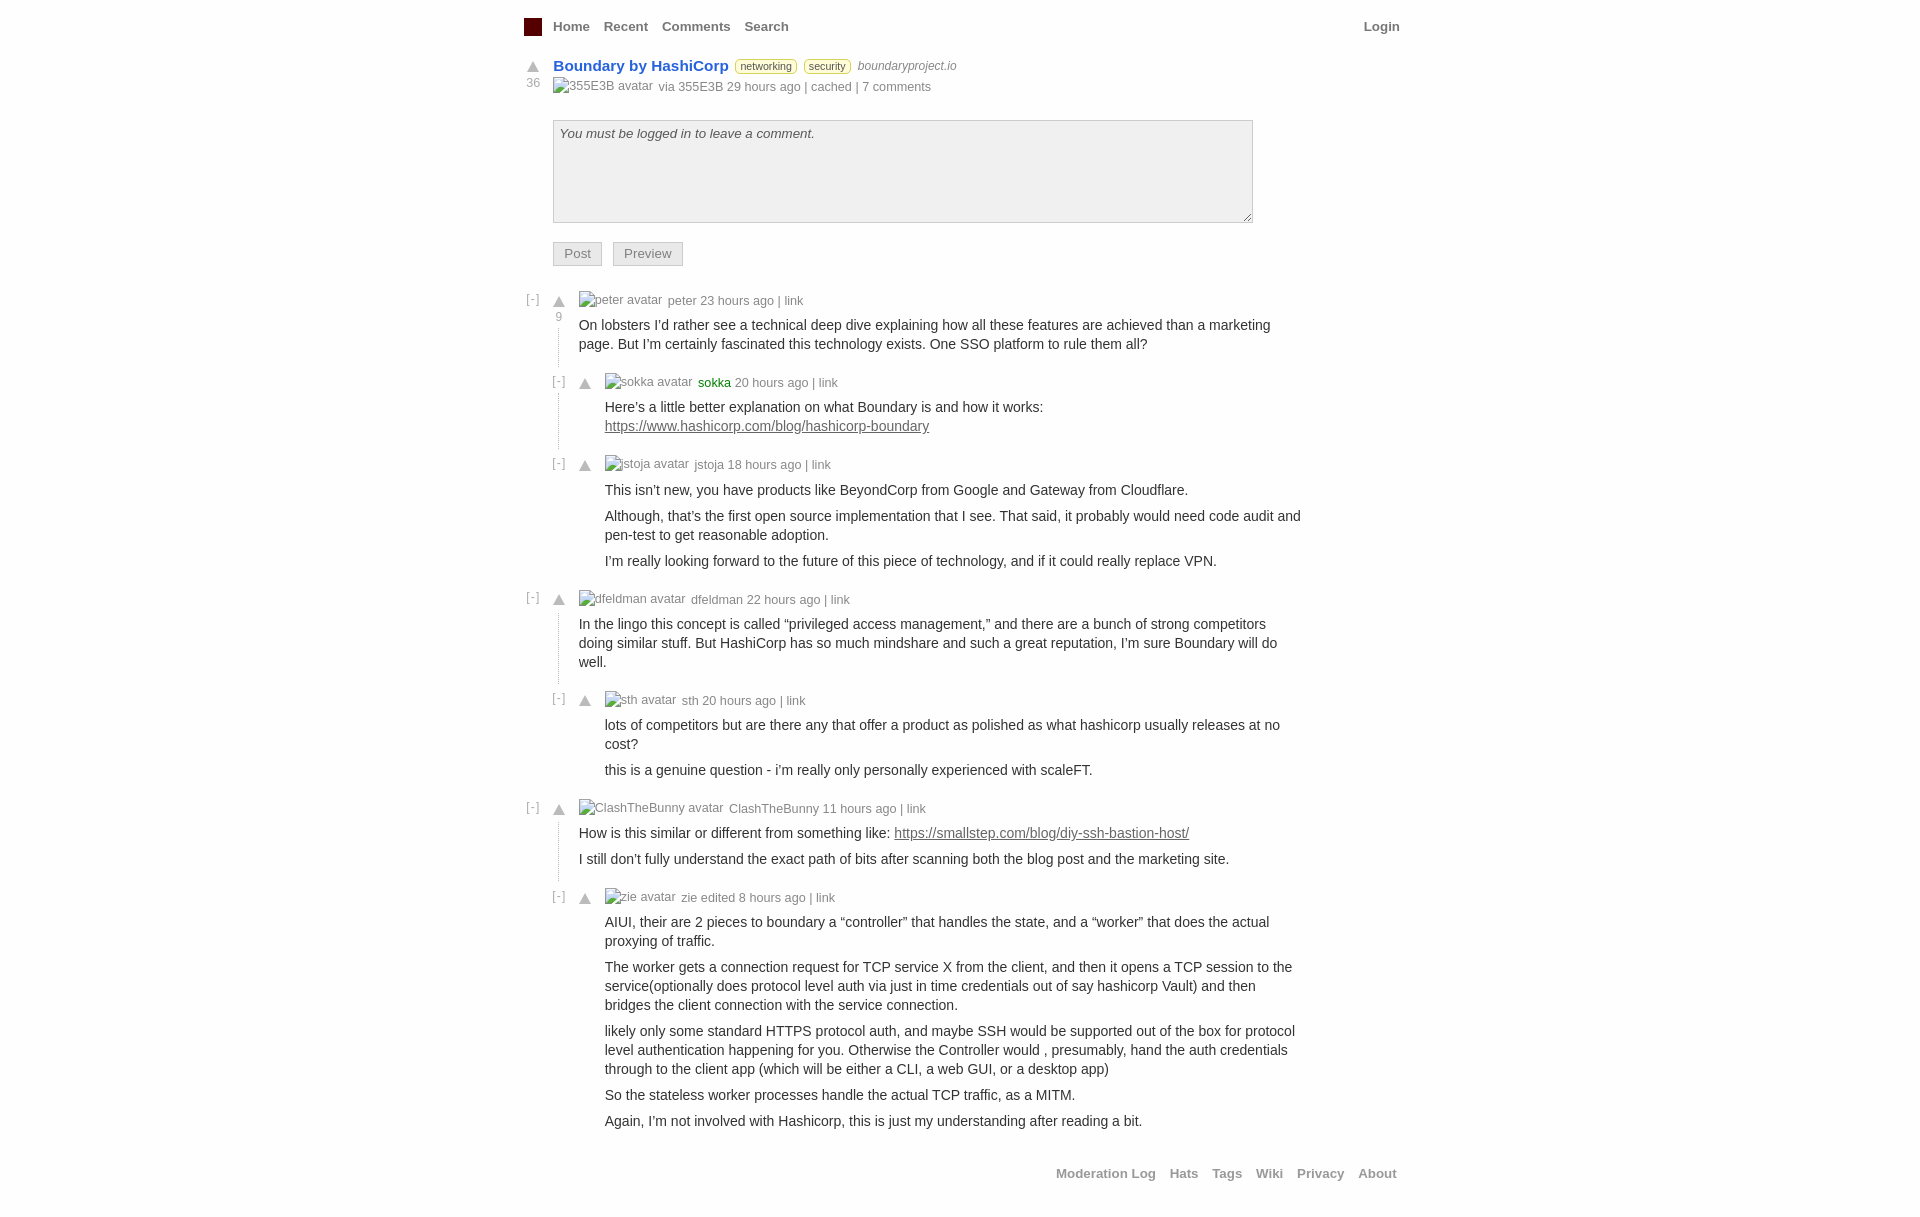 Home Recent Comments Search Login
Boundary by HashiCorp networking security boundaryproject.io
36
355E3B avatar via 355E3B 29 hours ago | cached | 7 comments
You must be logged in to leave a comment.
Post Preview
[-] peter avatar peter 23 hours ago | link
9
On lobsters I’d rather see a technical deep dive explaining how all these features are achieved than a marketing
page. But I’m certainly fascinated this technology exists. One SSO platform to rule them all?
[-] sokka avatar sokka 20 hours ago | link
Here’s a little better explanation on what Boundary is and how it works:
https://www.hashicorp.com/blog/hashicorp-boundary
[-] jstoja avatar jstoja 18 hours ago | link
This isn’t new, you have products like BeyondCorp from Google and Gateway from Cloudflare.
Although, that’s the first open source implementation that I see. That said, it probably would need code audit and
pen-test to get reasonable adoption.
I’m really looking forward to the future of this piece of technology, and if it could really replace VPN.
[-] dfeldman avatar dfeldman 22 hours ago | link
In the lingo this concept is called “privileged access management,” and there are a bunch of strong competitors
doing similar stuff. But HashiCorp has so much mindshare and such a great reputation, I’m sure Boundary will do
well.
[-] sth avatar sth 20 hours ago | link
lots of competitors but are there any that offer a product as polished as what hashicorp usually releases at no
cost?
this is a genuine question - i’m really only personally experienced with scaleFT.
[-] ClashTheBunny avatar ClashTheBunny 11 hours ago | link
How is this similar or different from something like: https://smallstep.com/blog/diy-ssh-bastion-host/
I still don’t fully understand the exact path of bits after scanning both the blog post and the marketing site.
[-] zie avatar zie edited 8 hours ago | link
AIUI, their are 2 pieces to boundary a “controller” that handles the state, and a “worker” that does the actual
proxying of traffic.
The worker gets a connection request for TCP service X from the client, and then it opens a TCP session to the
service(optionally does protocol level auth via just in time credentials out of say hashicorp Vault) and then
bridges the client connection with the service connection.
likely only some standard HTTPS protocol auth, and maybe SSH would be supported out of the box for protocol
level authentication happening for you. Otherwise the Controller would , presumably, hand the auth credentials
through to the client app (which will be either a CLI, a web GUI, or a desktop app)
So the stateless worker processes handle the actual TCP traffic, as a MITM.
Again, I’m not involved with Hashicorp, this is just my understanding after reading a bit.
Moderation Log Hats Tags Wiki Privacy About